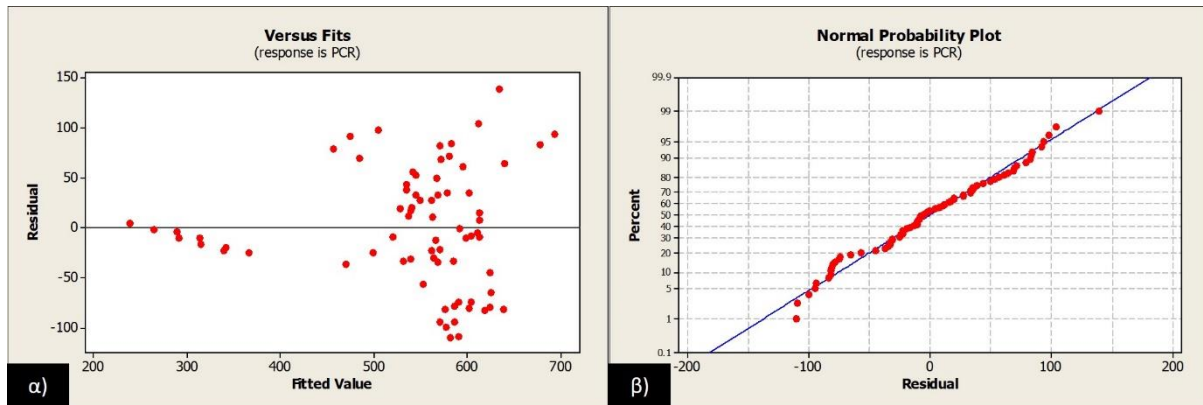 Versus Fits
(response is PCR)
150
100
50
0
-50
-100
Residual
200 300 400 500 600 700
Fitted Value
α)
Normal Probability Plot
(response is PCR)
99.9
99
95
90
80
70
60
50
40
30
20
10
5
1
0.1
Percent
-200 -100 0 100 200
Residual
β)